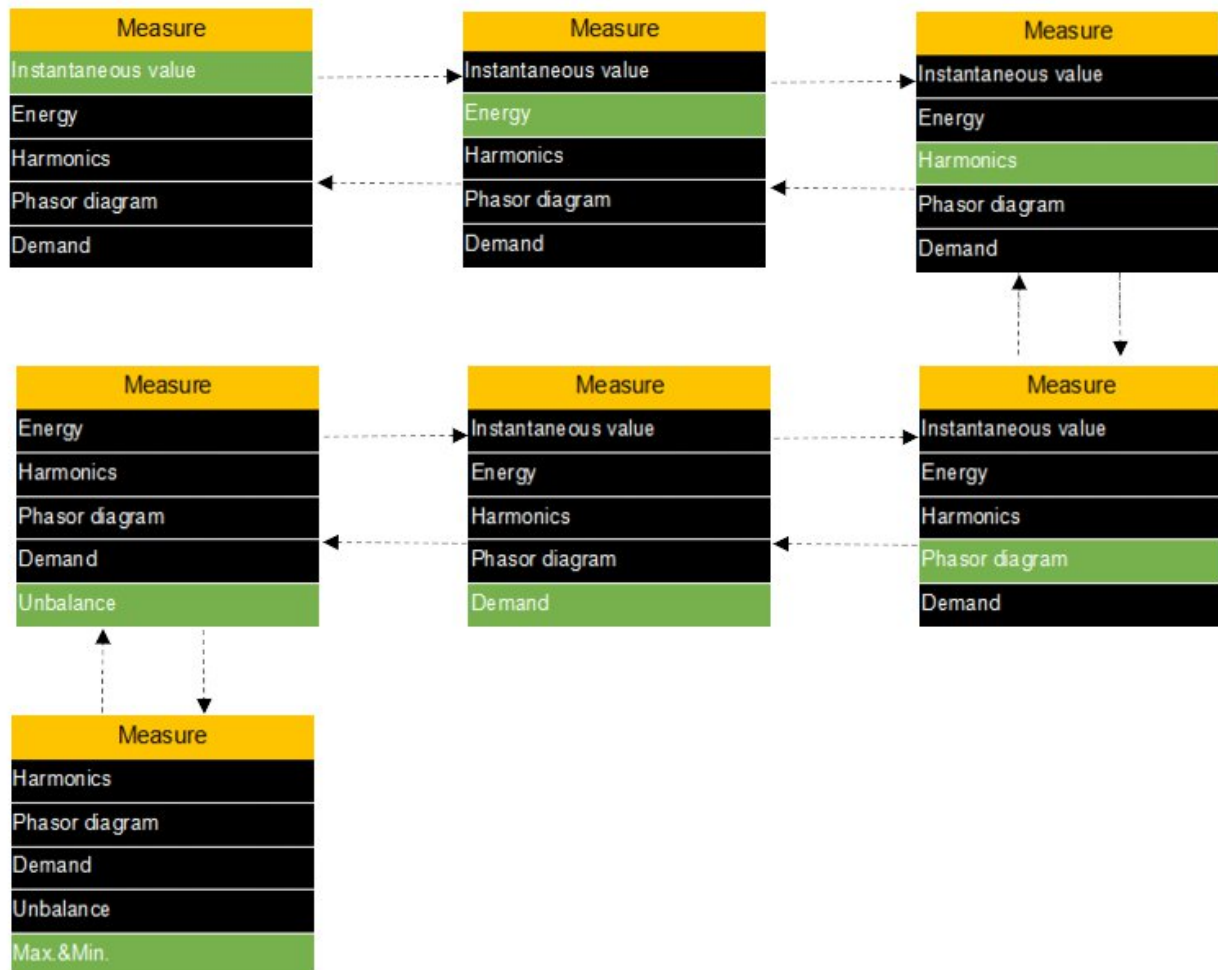 Measure
Instantaneous value
Energy
Harmonics
Phasor diagram
Demand
Measure
Instantaneous value
Energy
Harmonics
Phasor diagram
Demand
Measure
Instantaneous value
Energy
Harmonics
Phasor diagram
Demand
Measure
Energy
Harmonics
Phasor diagram
Demand
Unbalance
Measure
Instantaneous value
Energy
Harmonics
Phasor diagram
Demand
Measure
Instantaneous value
Energy
Harmonics
Phasor diagram
Demand
Measure
Harmonics
Phasor diagram
Demand
Unbalance
Max.&Min.